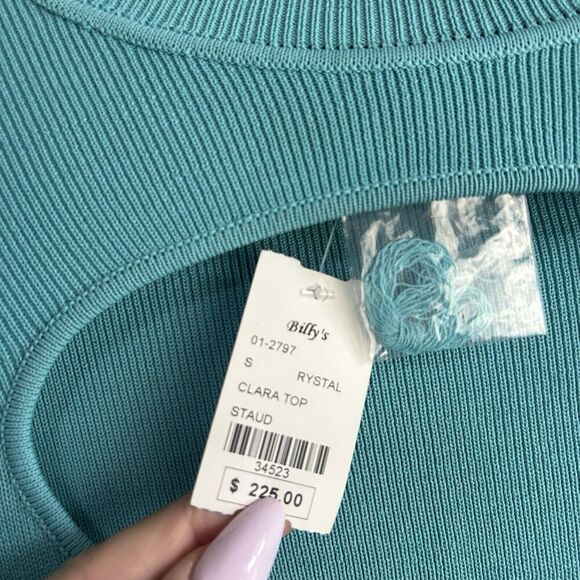 Billy's
01-2797
S RYSTAL
CLARA TOP
STAUD
34523
$ 225.00